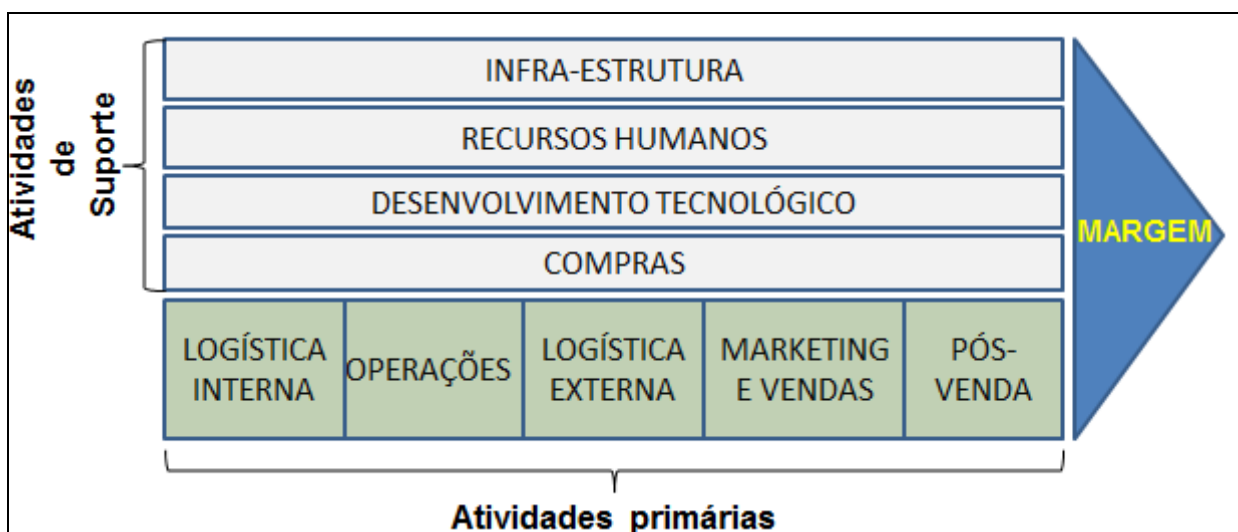 Atividades
de
Suporte
INFRA-ESTRUTURA
RECURSOS HUMANOS
DESENVOLVIMENTO TECNOLÓGICO
COMPRAS
MARGEM
LOGÍSTICA
INTERNA
OPERAÇÕES
LOGÍSTICA
EXTERNA
MARKETING
E VENDAS
PÓS-
VENDA
Atividades primárias